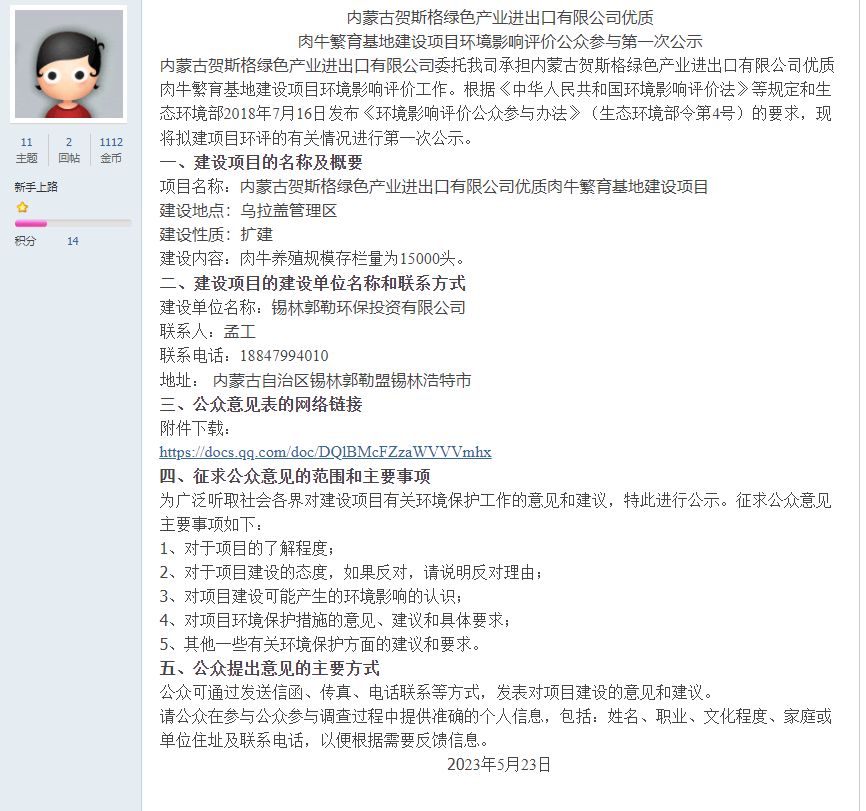 11 2 1112
主题 回帖 金币
新手上路
积分 14
内蒙古贺斯格绿色产业进出口有限公司优质
肉牛繁育基地建设项目环境影响评价公众参与第一次公示
内蒙古贺斯格绿色产业进出口有限公司委托我司承担内蒙古贺斯格绿色产业进出口有限公司优质
肉牛繁育基地建设项目环境影响评价工作。根据《中华人民共和国环境影响评价法》等规定和生
态环境部2018年7月16日发布《环境影响评价公众参与办法》（生态环境部令第4号）的要求，现
将拟建项目环评的有关情况进行第一次公示。
一、建设项目的名称及概要
项目名称：内蒙古贺斯格绿色产业进出口有限公司优质肉牛繁育基地建设项目
建设地点：乌拉盖管理区
建设性质：扩建
建设内容：肉牛养殖规模存栏量为15000头。
二、建设项目的建设单位名称和联系方式
建设单位名称：锡林郭勒环保投资有限公司
联系人：孟工
联系电话：18847994010
地址： 内蒙古自治区锡林郭勒盟锡林浩特市
三、公众意见表的网络链接
附件下载：
https://docs.qq.com/doc/DQlBMcFZzaWVVVmhx
四、征求公众意见的范围和主要事项
为广泛听取社会各界对建设项目有关环境保护工作的意见和建议，特此进行公示。征求公众意见
主要事项如下：
1、对于项目的了解程度；
2、对于项目建设的态度，如果反对，请说明反对理由；
3、对项目建设可能产生的环境影响的认识；
4、对项目环境保护措施的意见、建议和具体要求；
5、其他一些有关环境保护方面的建议和要求。
五、公众提出意见的主要方式
公众可通过发送信函、传真、电话联系等方式，发表对项目建设的意见和建议。
请公众在参与公众参与调查过程中提供准确的个人信息，包括：姓名、职业、文化程度、家庭或
单位住址及联系电话，以便根据需要反馈信息。
2023年5月23日